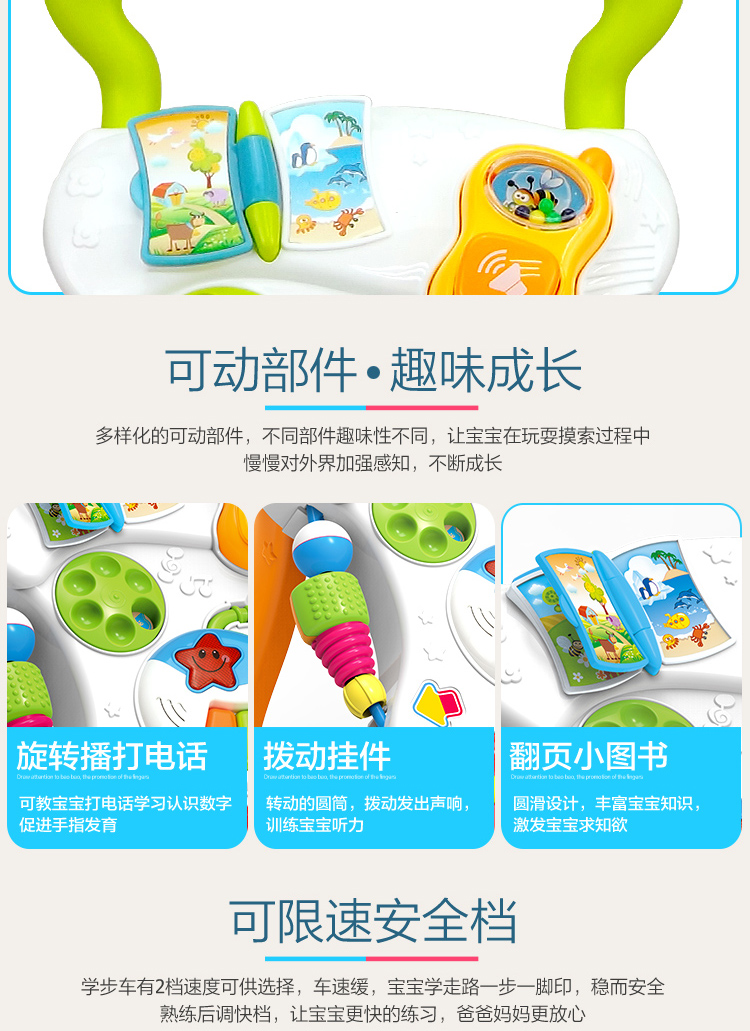 可动部件·趣味成长
多样化的可动部件，不同部件趣味性不同，让宝宝在玩耍摸索过程中
慢慢对外界加强感知，不断成长
旋转播打电话
Draw attention to bao bao, the promotion of the fingers
可教宝宝打电话学习认识数字
促进手指发育
拨动挂件
Draw attention to bao bao, the promotion of the fingers
转动的圆筒，拨动发出声响，
训练宝宝听力
翻页小图书
Draw attention to bao bao, the promotion of the fingers
圆滑设计，丰富宝宝知识，
激发宝宝求知欲
可限速安全档
学步车有2档速度可供选择，车速缓，宝宝学走路一步一脚印，稳而安全
熟练后调快档，让宝宝更快的练习，爸爸妈妈更放心